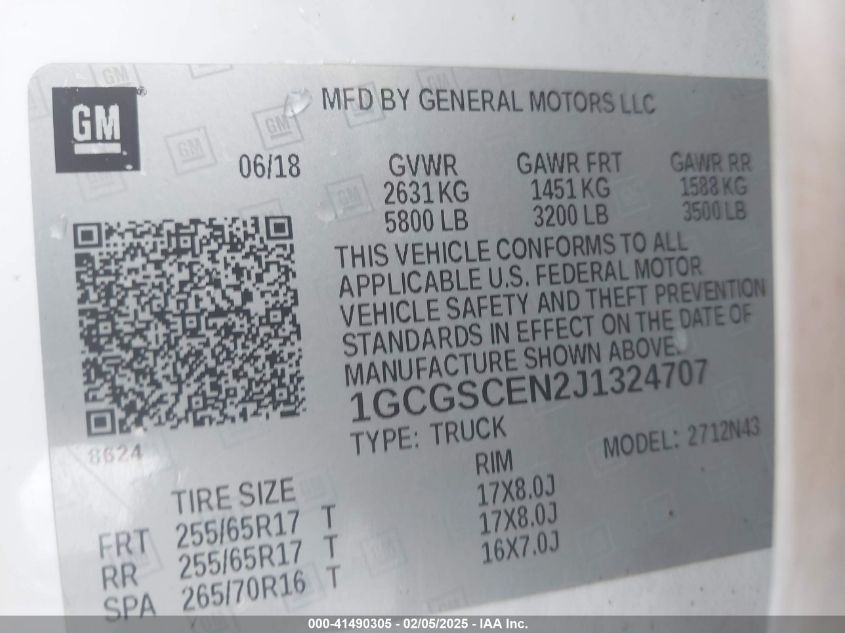 GM
MFD BY GENERAL MOTORS LLC
06/18 GVWR GAWR FRT GAWR RR
2631 KG 1451 KG 1588 KG
5800 LB 3200 LB 3500 LB
THIS VEHICLE CONFORMS TO ALL
APPLICABLE U.S. FEDERAL MOTOR
VEHICLE SAFETY AND THEFT PREVENTION
STANDARDS IN EFFECT ON THE DATE OF
MANUFACTURE SHOWN ABOVE.
1GCGSCEN2J1324707
8624
TYPE: TRUCK MODEL: 2712N43
TIRE SIZE RIM
FRT 255/65R17 T 17X8.0J
RR 255/65R17 T 17X8.0J
SPA 265/70R16 T 16X7.0J
000-41490305 - 02/05/2025 - IAA Inc.